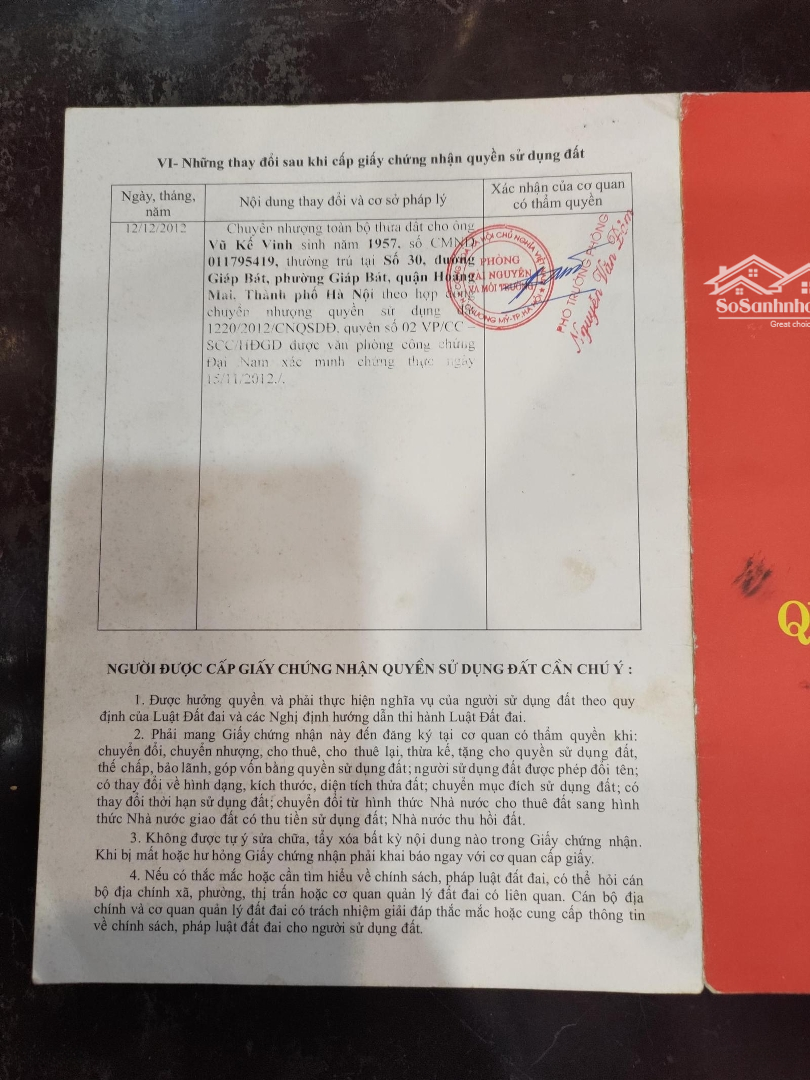 VI- Những thay đổi sau khi cấp giấy chứng nhận quyền sử dụng đất
Ngày, tháng, năm
Nội dung thay đổi và cơ sở pháp lý
Xác nhận của cơ quan có thẩm quyền
12/12/2012
Chuyển nhượng toàn bộ thửa đất cho ông
Vũ Kế Vinh sinh năm 1957, số CMND
011795419, thường trú tại Số 30, đường
Giáp Bát, phường Giáp Bát, quận Hoàng
Mai, Thành phố Hà Nội theo hợp đồng
chuyển nhượng quyền sử dụng đất
1220/2012/CNQSDĐ, quyển số 02 VP/CC –
SCC/HĐGD được văn phòng công chứng
Đại Nam xác minh chứng thực ngày
15/11/2012./.
PHÒNG
TÀI NGUYÊN
VÀ MÔI TRƯỜNG
PHÓ TRƯỞNG PHÒNG
Nguyễn Văn
SoSanhnh
Great choi
Q
NGƯỜI ĐƯỢC CẤP GIẤY CHỨNG NHẬN QUYỀN SỬ DỤNG ĐẤT CẦN CHÚ Ý :
1. Được hưởng quyền và phải thực hiện nghĩa vụ của người sử dụng đất theo quy
định của Luật Đất đai và các Nghị định hướng dẫn thi hành Luật Đất đai.
2. Phải mang Giấy chứng nhận này đến đăng ký tại cơ quan có thẩm quyền khi:
chuyển đổi, chuyển nhượng, cho thuê, cho thuê lại, thừa kế, tặng cho quyền sử dụng đất,
thế chấp, bảo lãnh, góp vốn bằng quyền sử dụng đất; người sử dụng đất được phép đổi tên;
có thay đổi về hình dạng, kích thước, diện tích thửa đất; chuyển mục đích sử dụng đất; có
thay đổi thời hạn sử dụng đất; chuyển đổi từ hình thức Nhà nước cho thuê đất sang hình
thức Nhà nước giao đất có thu tiền sử dụng đất; Nhà nước thu hồi đất.
3. Không được tự ý sửa chữa, tẩy xóa bất kỳ nội dung nào trong Giấy chứng nhận.
Khi bị mất hoặc hư hỏng Giấy chứng nhận phải khai báo ngay với cơ quan cấp giấy.
4. Nếu có thắc mắc hoặc cần tìm hiểu về chính sách, pháp luật đất đai, có thể hỏi cán
bộ địa chính xã, phường, thị trấn hoặc cơ quan quản lý đất đai có liên quan. Cán bộ địa
chính và cơ quan quản lý đất đai có trách nhiệm giải đáp thắc mắc hoặc cung cấp thông tin
về chính sách, pháp luật đất đai cho người sử dụng đất.